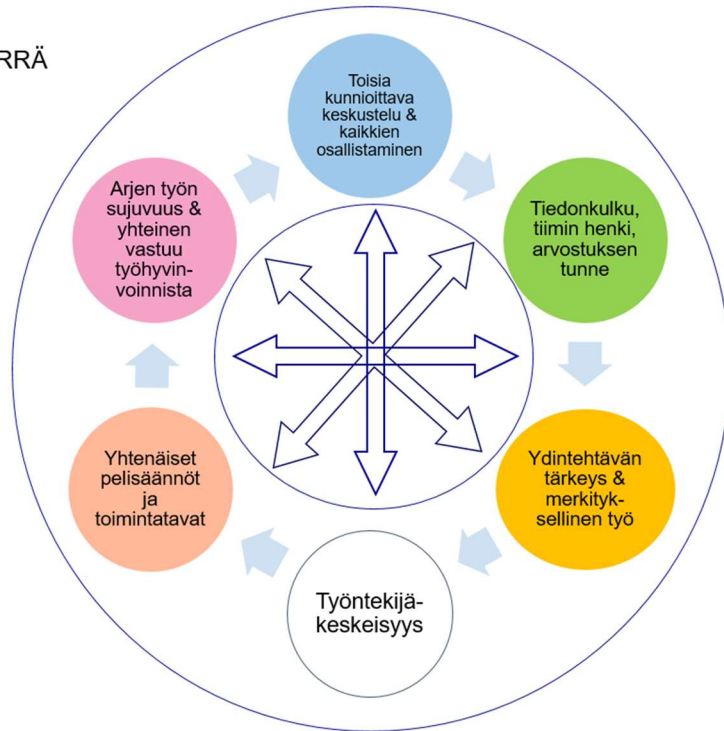 RRÄ
Toisia
kunnioittava
keskustelu &
kaikkien
osallistaminen
Tiedonkulku,
tiimin henki,
arvostuksen
tunne
Ydintehtävän
tärkeys &
merkityk-
sellinen työ
Työntekijä-
keskeisyys
Yhtenäiset
pelisäännöt
ja
toimintatavat
Arjen työn
sujuvuus &
yhteinen
vastuu
työhyvin-
voinnista